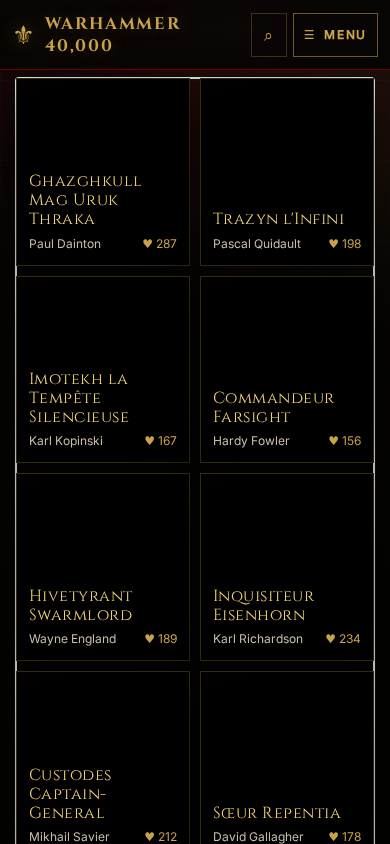 WARHAMMER
40,000
☰ MENU
Ghazghkull
Mag Uruk
Thraka
Paul Dainton ♥ 287
Trazyn l'Infini
Pascal Quidault ♥ 198
Imotekh la
Tempête
Silencieuse
Karl Kopinski ♥ 167
Commandeur
Farsight
Hardy Fowler ♥ 156
Hivetyrant
Swarmlord
Wayne England ♥ 189
Inquisiteur
Eisenhorn
Karl Richardson ♥ 234
Custodes
Captain-
General
Mikhail Savier ♥ 212
Sœur Repentia
David Gallagher ♥ 178